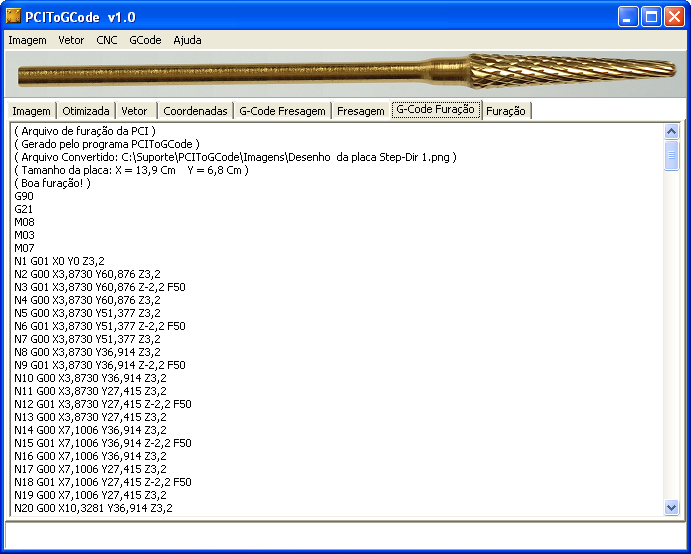 PCIToGCode v1.0
Imagem Vetor CNC GCode Ajuda
Imagem Otimizada Vetor Coordenadas G-Code Fresagem Fresagem G-Code Furação Furação
( Arquivo de furação da PCI )
( Gerado pelo programa PCIToGCode )
( Arquivo Convertido: C:\Suporte\PCIToGCode\Imagens\Desenho  da placa Step-Dir 1.png )
( Tamanho da placa: X = 13,9 Cm    Y = 6,8 Cm )
( Boa furação! )
G90
G21
M08
M03
M07
N1 G01 X0 Y0 Z3,2
N2 G00 X3,8730 Y60,876 Z3,2
N3 G01 X3,8730 Y60,876 Z-2,2 F50
N4 G00 X3,8730 Y60,876 Z3,2
N5 G00 X3,8730 Y51,377 Z3,2
N6 G01 X3,8730 Y51,377 Z-2,2 F50
N7 G00 X3,8730 Y51,377 Z3,2
N8 G00 X3,8730 Y36,914 Z3,2
N9 G01 X3,8730 Y36,914 Z-2,2 F50
N10 G00 X3,8730 Y36,914 Z3,2
N11 G00 X3,8730 Y27,415 Z3,2
N12 G01 X3,8730 Y27,415 Z-2,2 F50
N13 G00 X3,8730 Y27,415 Z3,2
N14 G00 X7,1006 Y36,914 Z3,2
N15 G01 X7,1006 Y36,914 Z-2,2 F50
N16 G00 X7,1006 Y36,914 Z3,2
N17 G00 X7,1006 Y27,415 Z3,2
N18 G01 X7,1006 Y27,415 Z-2,2 F50
N19 G00 X7,1006 Y27,415 Z3,2
N20 G00 X10,3281 Y36,914 Z3,2